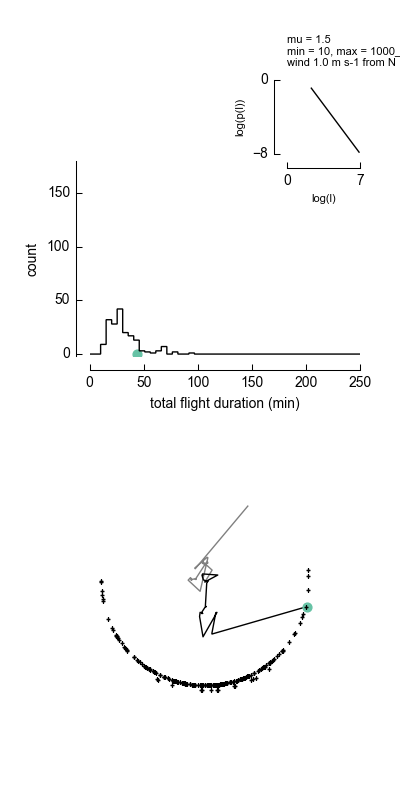 mu = 1.5
min = 10, max = 1000_
wind 1.0 m s-1 from N
0
log(p(l))
−8
0
7
log(l)
150
100
50
0
count
0
50
100
150
200
250
total flight duration (min)